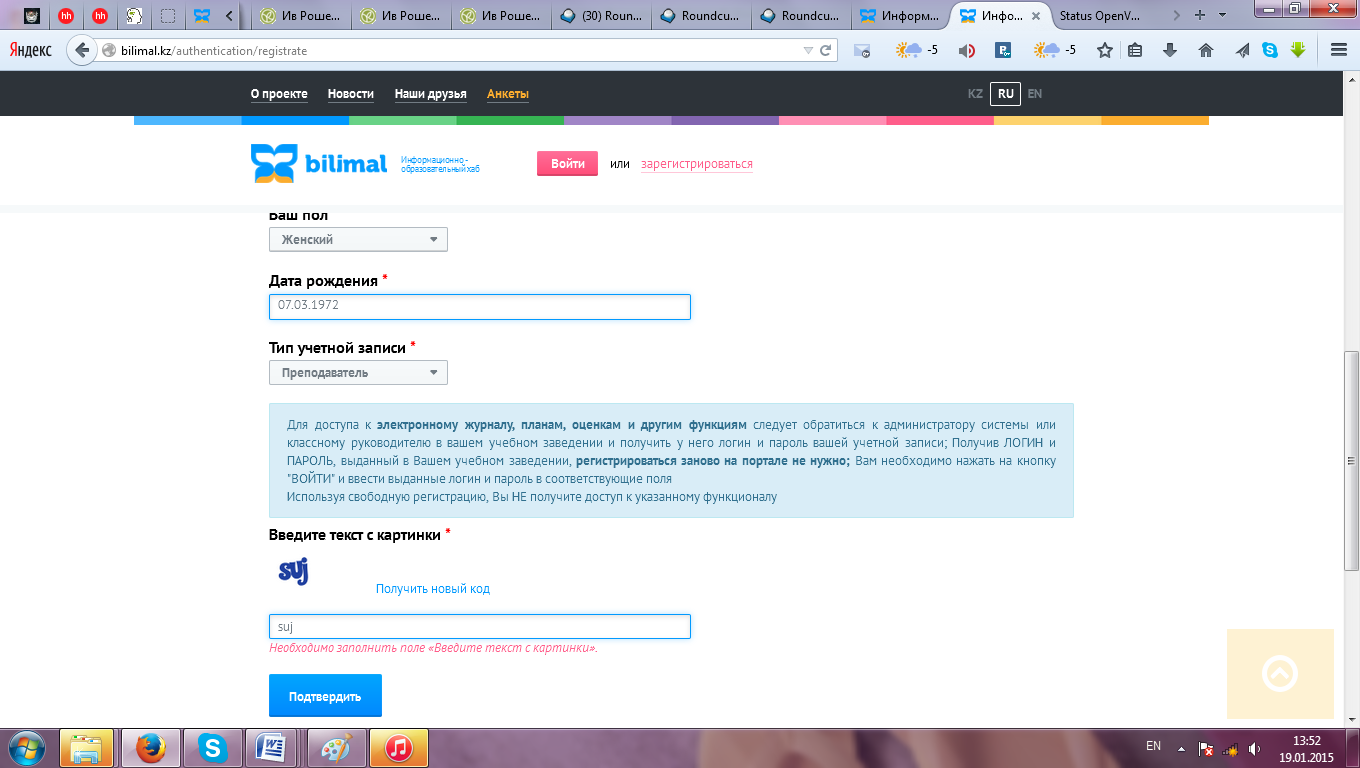 Ив Роше...
Ив Роше...
Ив Роше...
(30) Roun...
Roundcu...
Roundcu...
Информ...
Инфо...
Status OpenV...
Яндекс
bilimal.kz/authentication/registrate
-5
-5
О проекте Новости Наши друзья Анкеты
KZ RU EN
bilimal
Информационно-
образовательный хаб
Войти или зарегистрироваться
Ваш пол
Женский
Дата рождения *
07.03.1972
Тип учетной записи *
Преподаватель
Для доступа к электронному журналу, планам, оценкам и другим функциям следует обратиться к администратору системы или
классному руководителю в вашем учебном заведении и получить у него логин и пароль вашей учетной записи; Получив ЛОГИН и
ПАРОЛЬ, выданный в Вашем учебном заведении, регистрироваться заново на портале не нужно; Вам необходимо нажать на кнопку
"ВОЙТИ" и ввести выданные логин и пароль в соответствующие поля
Используя свободную регистрацию, Вы НЕ получите доступ к указанному функционалу
Введите текст с картинки *
suj
Получить новый код
suj
Необходимо заполнить поле «Введите текст с картинки».
Подтвердить
EN
13:52
19.01.2015